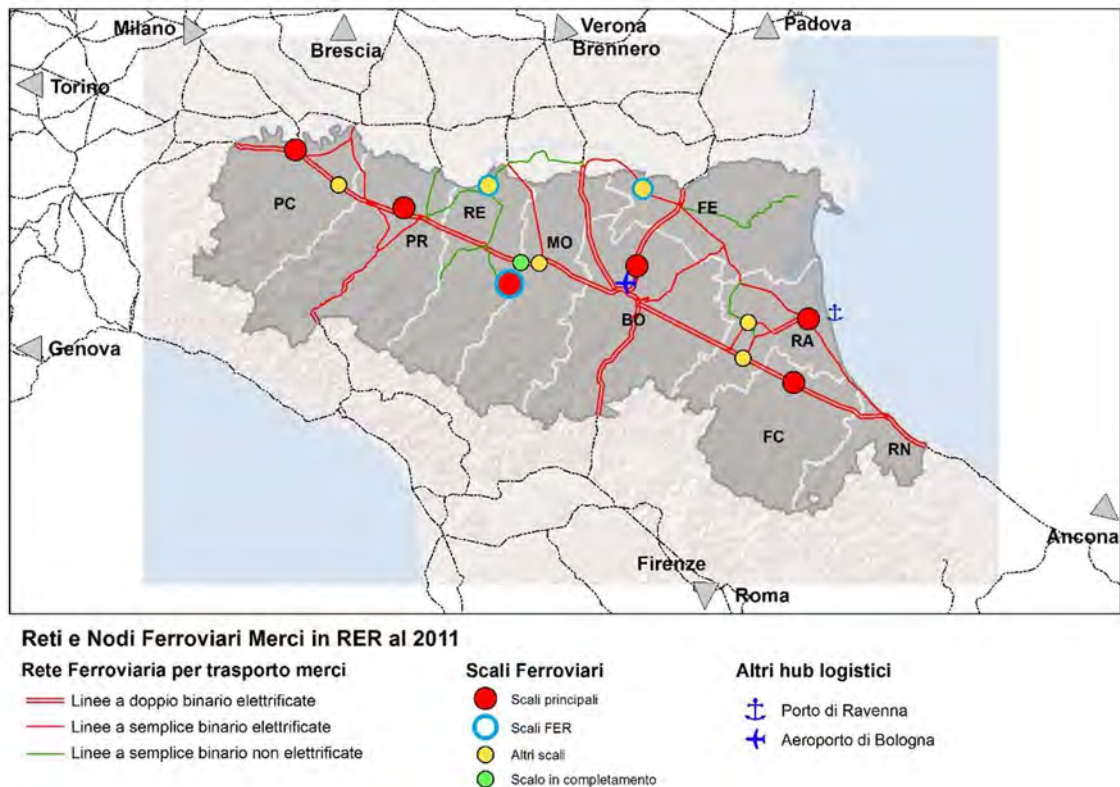 Milano
Brescia
Verona
Brennero
Padova
Torino
PC
RE
FE
PR
MO
BO
RA
Genova
FC
RN
Ancona
Firenze
Roma
Reti e Nodi Ferroviari Merci in RER al 2011
Rete Ferroviaria per trasporto merci
Linee a doppio binario elettrificate
Linee a semplice binario elettrificate
Linee a semplice binario non elettrificate
Scali Ferroviari
Scali principali
Scali FER
Altri scali
Scalo in completamento
Altri hub logistici
Porto di Ravenna
Aeroporto di Bologna